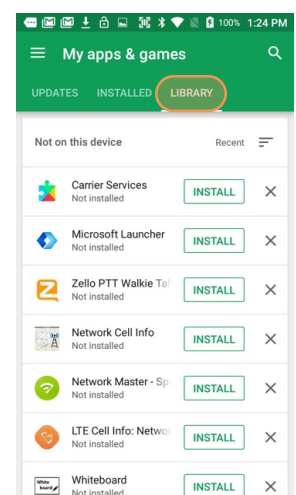 100% 1:24 PM
My apps & games
UPDATES INSTALLED LIBRARY
Not on this device Recent
Carrier Services
Not installed
INSTALL
Microsoft Launcher
Not installed
INSTALL
Zello PTT Walkie Tal
Not installed
INSTALL
Network Cell Info
Not installed
INSTALL
Network Master - Sp
Not installed
INSTALL
LTE Cell Info: Networ
Not installed
INSTALL
White board
Whiteboard
Not installed
INSTALL